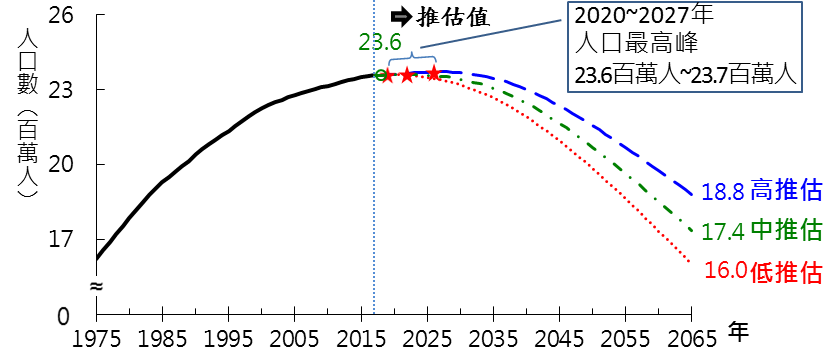 人口數（百萬人）
26
23
20
17
≈
0
➡推估值
23.6
2020~2027年
人口最高峰
23.6百萬人~23.7百萬人
18.8 高推估
17.4 中推估
16.0 低推估
1975 1985 1995 2005 2015 2025 2035 2045 2055 2065 年